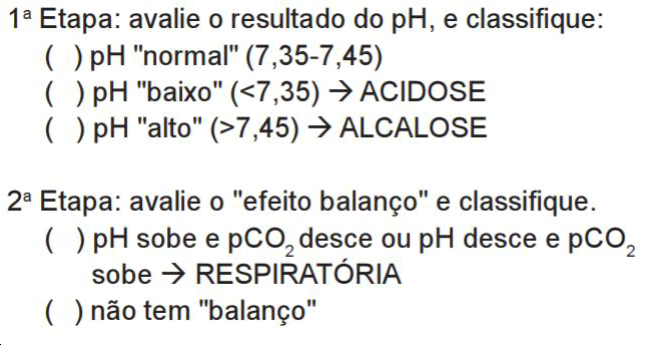 1ª Etapa: avalie o resultado do pH, e classifique:
( ) pH "normal" (7,35-7,45)
( ) pH "baixo" (<7,35) → ACIDOSE
( ) pH "alto" (>7,45) → ALCALOSE
2ª Etapa: avalie o "efeito balanço" e classifique.
( ) pH sobe e pCO₂ desce ou pH desce e pCO₂
sobe → RESPIRATÓRIA
( ) não tem "balanço"